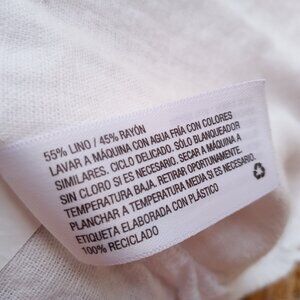 55% LINO / 45% RAYÓN
LAVAR A MÁQUINA CON AGUA FRÍA CON COLORES
SIMILARES. CICLO DELICADO. SÓLO BLANQUEADOR
SIN CLORO SI ES NECESARIO. SECAR A MÁQUINA A
TEMPERATURA BAJA. RETIRAR OPORTUNAMENTE.
PLANCHAR A TEMPERATURA MEDIA SI ES NECESARIO.
ETIQUETA ELABORADA CON PLÁSTICO
100% RECICLADO